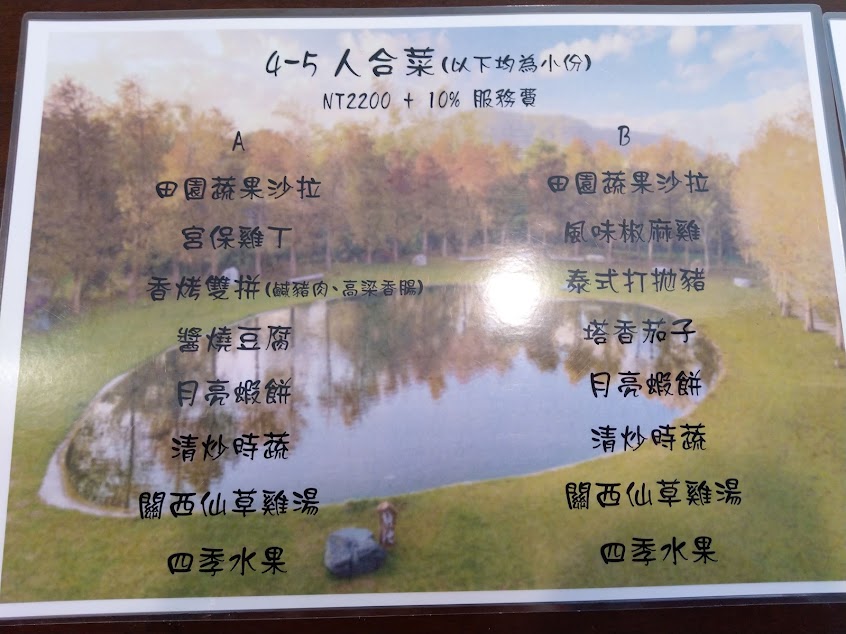 4-5 人合菜(以下均為小份)
NT2200 + 10% 服務費
A
田園蔬果沙拉
宮保雞丁
香烤雙拼(鹹豬肉、高粱香腸)
醬燒豆腐
月亮蝦餅
清炒時蔬
關西仙草雞湯
四季水果
B
田園蔬果沙拉
風味椒麻雞
泰式打拋豬
塔香茄子
月亮蝦餅
清炒時蔬
關西仙草雞湯
四季水果